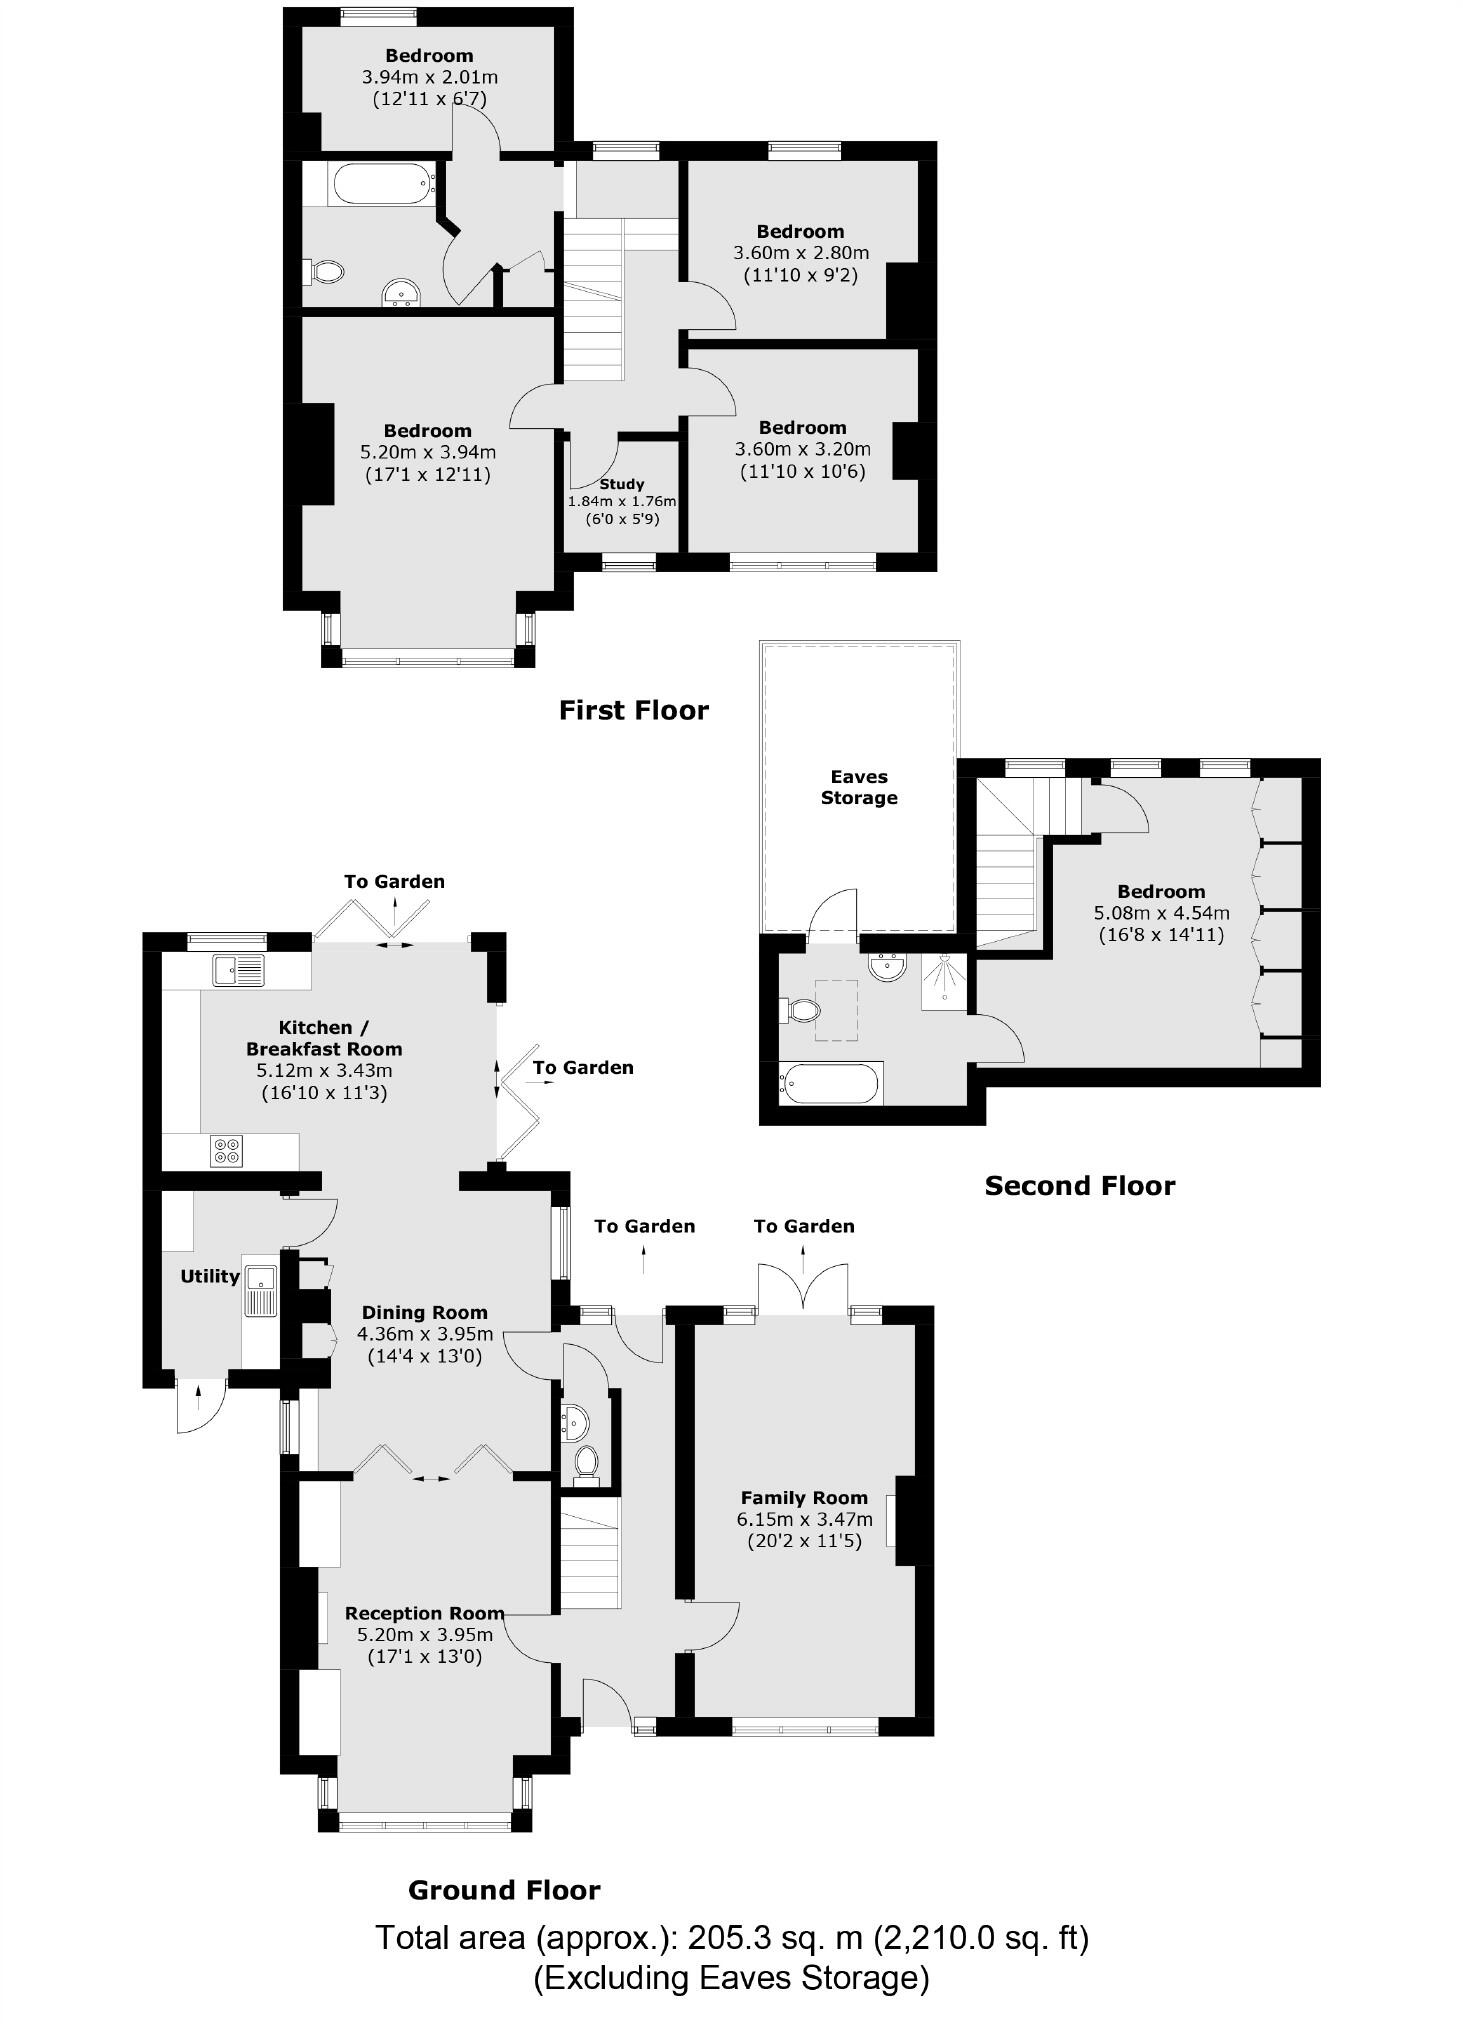 Bedroom
3.94m x 2.01m
(12'11 x 6'7)
Bedroom
3.60m x 2.80m
(11'10 x 9'2)
Bedroom
5.20m x 3.94m
(17'1 x 12'11)
Bedroom
3.60m x 3.20m
(11'10 x 10'6)
Study
1.84m x 1.76m
(6'0 x 5'9)
First Floor
Eaves
Storage
Bedroom
5.08m x 4.54m
(16'8 x 14'11)
Second Floor
To Garden
Kitchen /
Breakfast Room
5.12m x 3.43m
(16'10 x 11'3)
To Garden
To Garden
To Garden
Utility
Dining Room
4.36m x 3.95m
(14'4 x 13'0)
Family Room
6.15m x 3.47m
(20'2 x 11'5)
Reception Room
5.20m x 3.95m
(17'1 x 13'0)
Ground Floor
Total area (approx.): 205.3 sq. m (2,210.0 sq. ft)
(Excluding Eaves Storage)